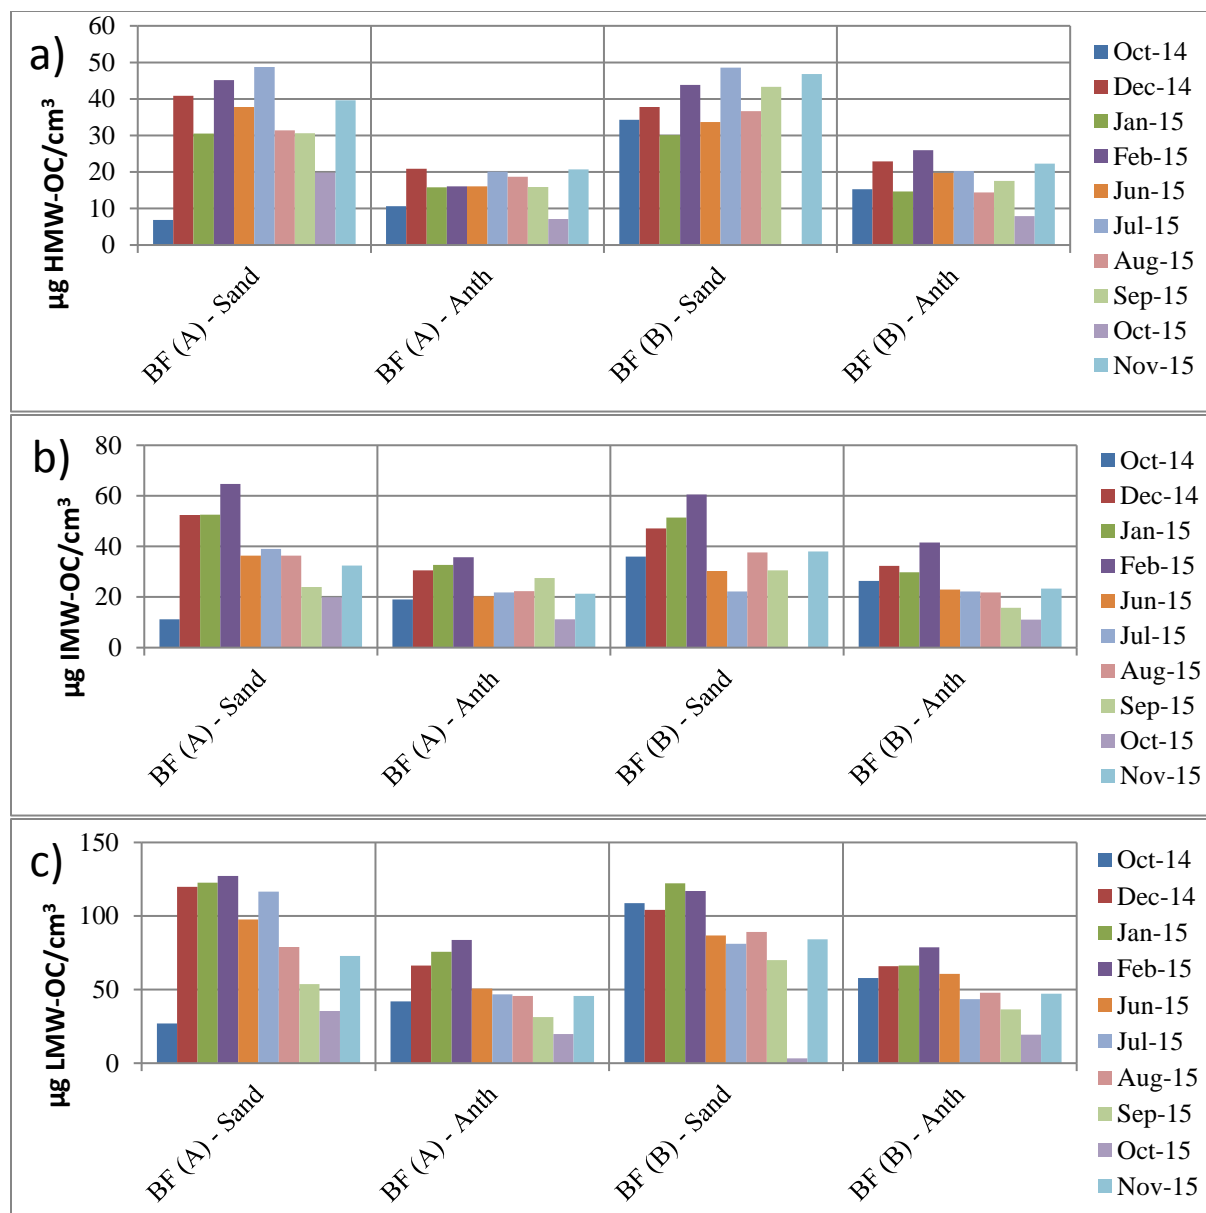 a)
µg HMW-OC/cm³
60
50
40
30
20
10
0
BF (A) - Sand
BF (A) - Anth
BF (B) - Sand
BF (B) - Anth
Oct-14
Dec-14
Jan-15
Feb-15
Jun-15
Jul-15
Aug-15
Sep-15
Oct-15
Nov-15
b)
µg IMW-OC/cm³
80
60
40
20
0
BF (A) - Sand
BF (A) - Anth
BF (B) - Sand
BF (B) - Anth
Oct-14
Dec-14
Jan-15
Feb-15
Jun-15
Jul-15
Aug-15
Sep-15
Oct-15
Nov-15
c)
µg LMW-OC/cm³
150
100
50
0
BF (A) - Sand
BF (A) - Anth
BF (B) - Sand
BF (B) - Anth
Oct-14
Dec-14
Jan-15
Feb-15
Jun-15
Jul-15
Aug-15
Sep-15
Oct-15
Nov-15